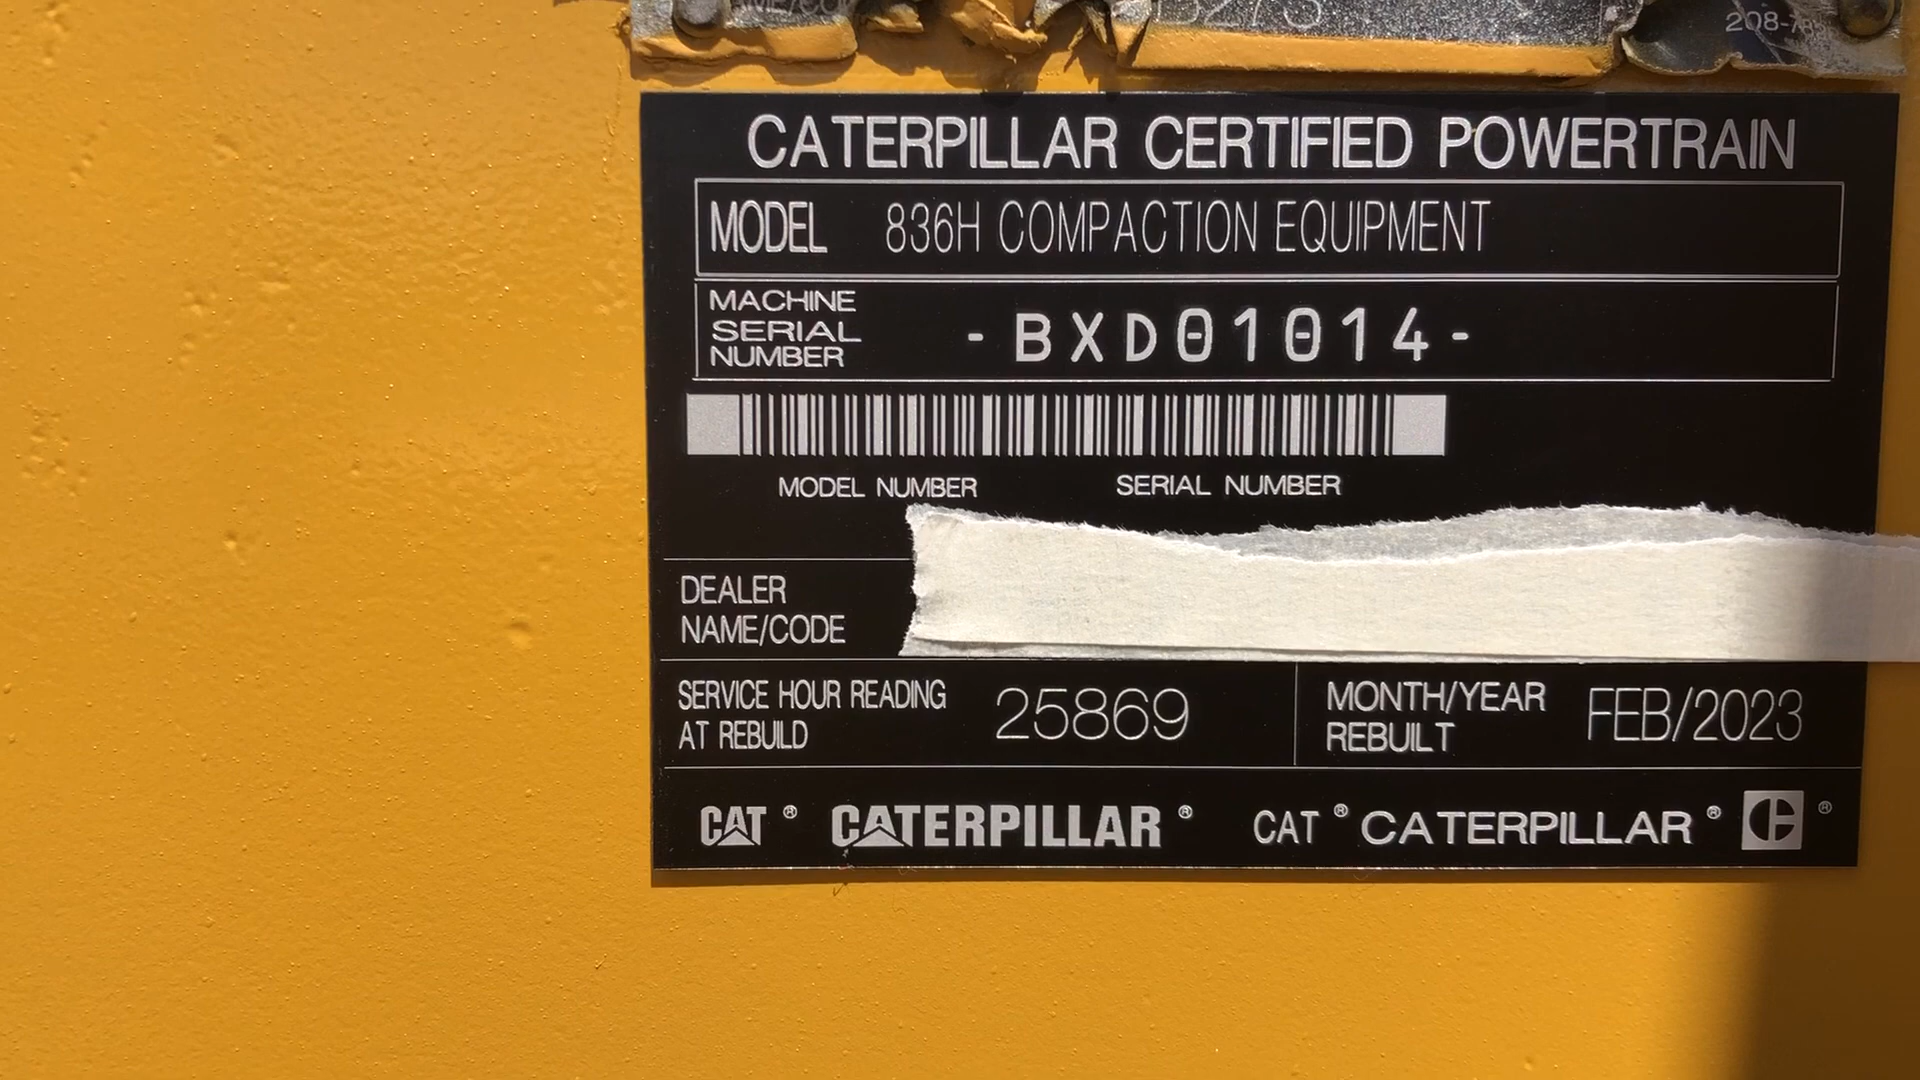 CATERPILLAR CERTIFIED POWERTRAIN
MODEL 836H COMPACTION EQUIPMENT
MACHINE
SERIAL
NUMBER
-BXD01014-
MODEL NUMBER SERIAL NUMBER
DEALER
NAME/CODE
SERVICE HOUR READING
AT REBUILD
25869
MONTH/YEAR
REBUILT
FEB/2023
CAT ® CATERPILLAR ® CAT ® CATERPILLAR ® C ®